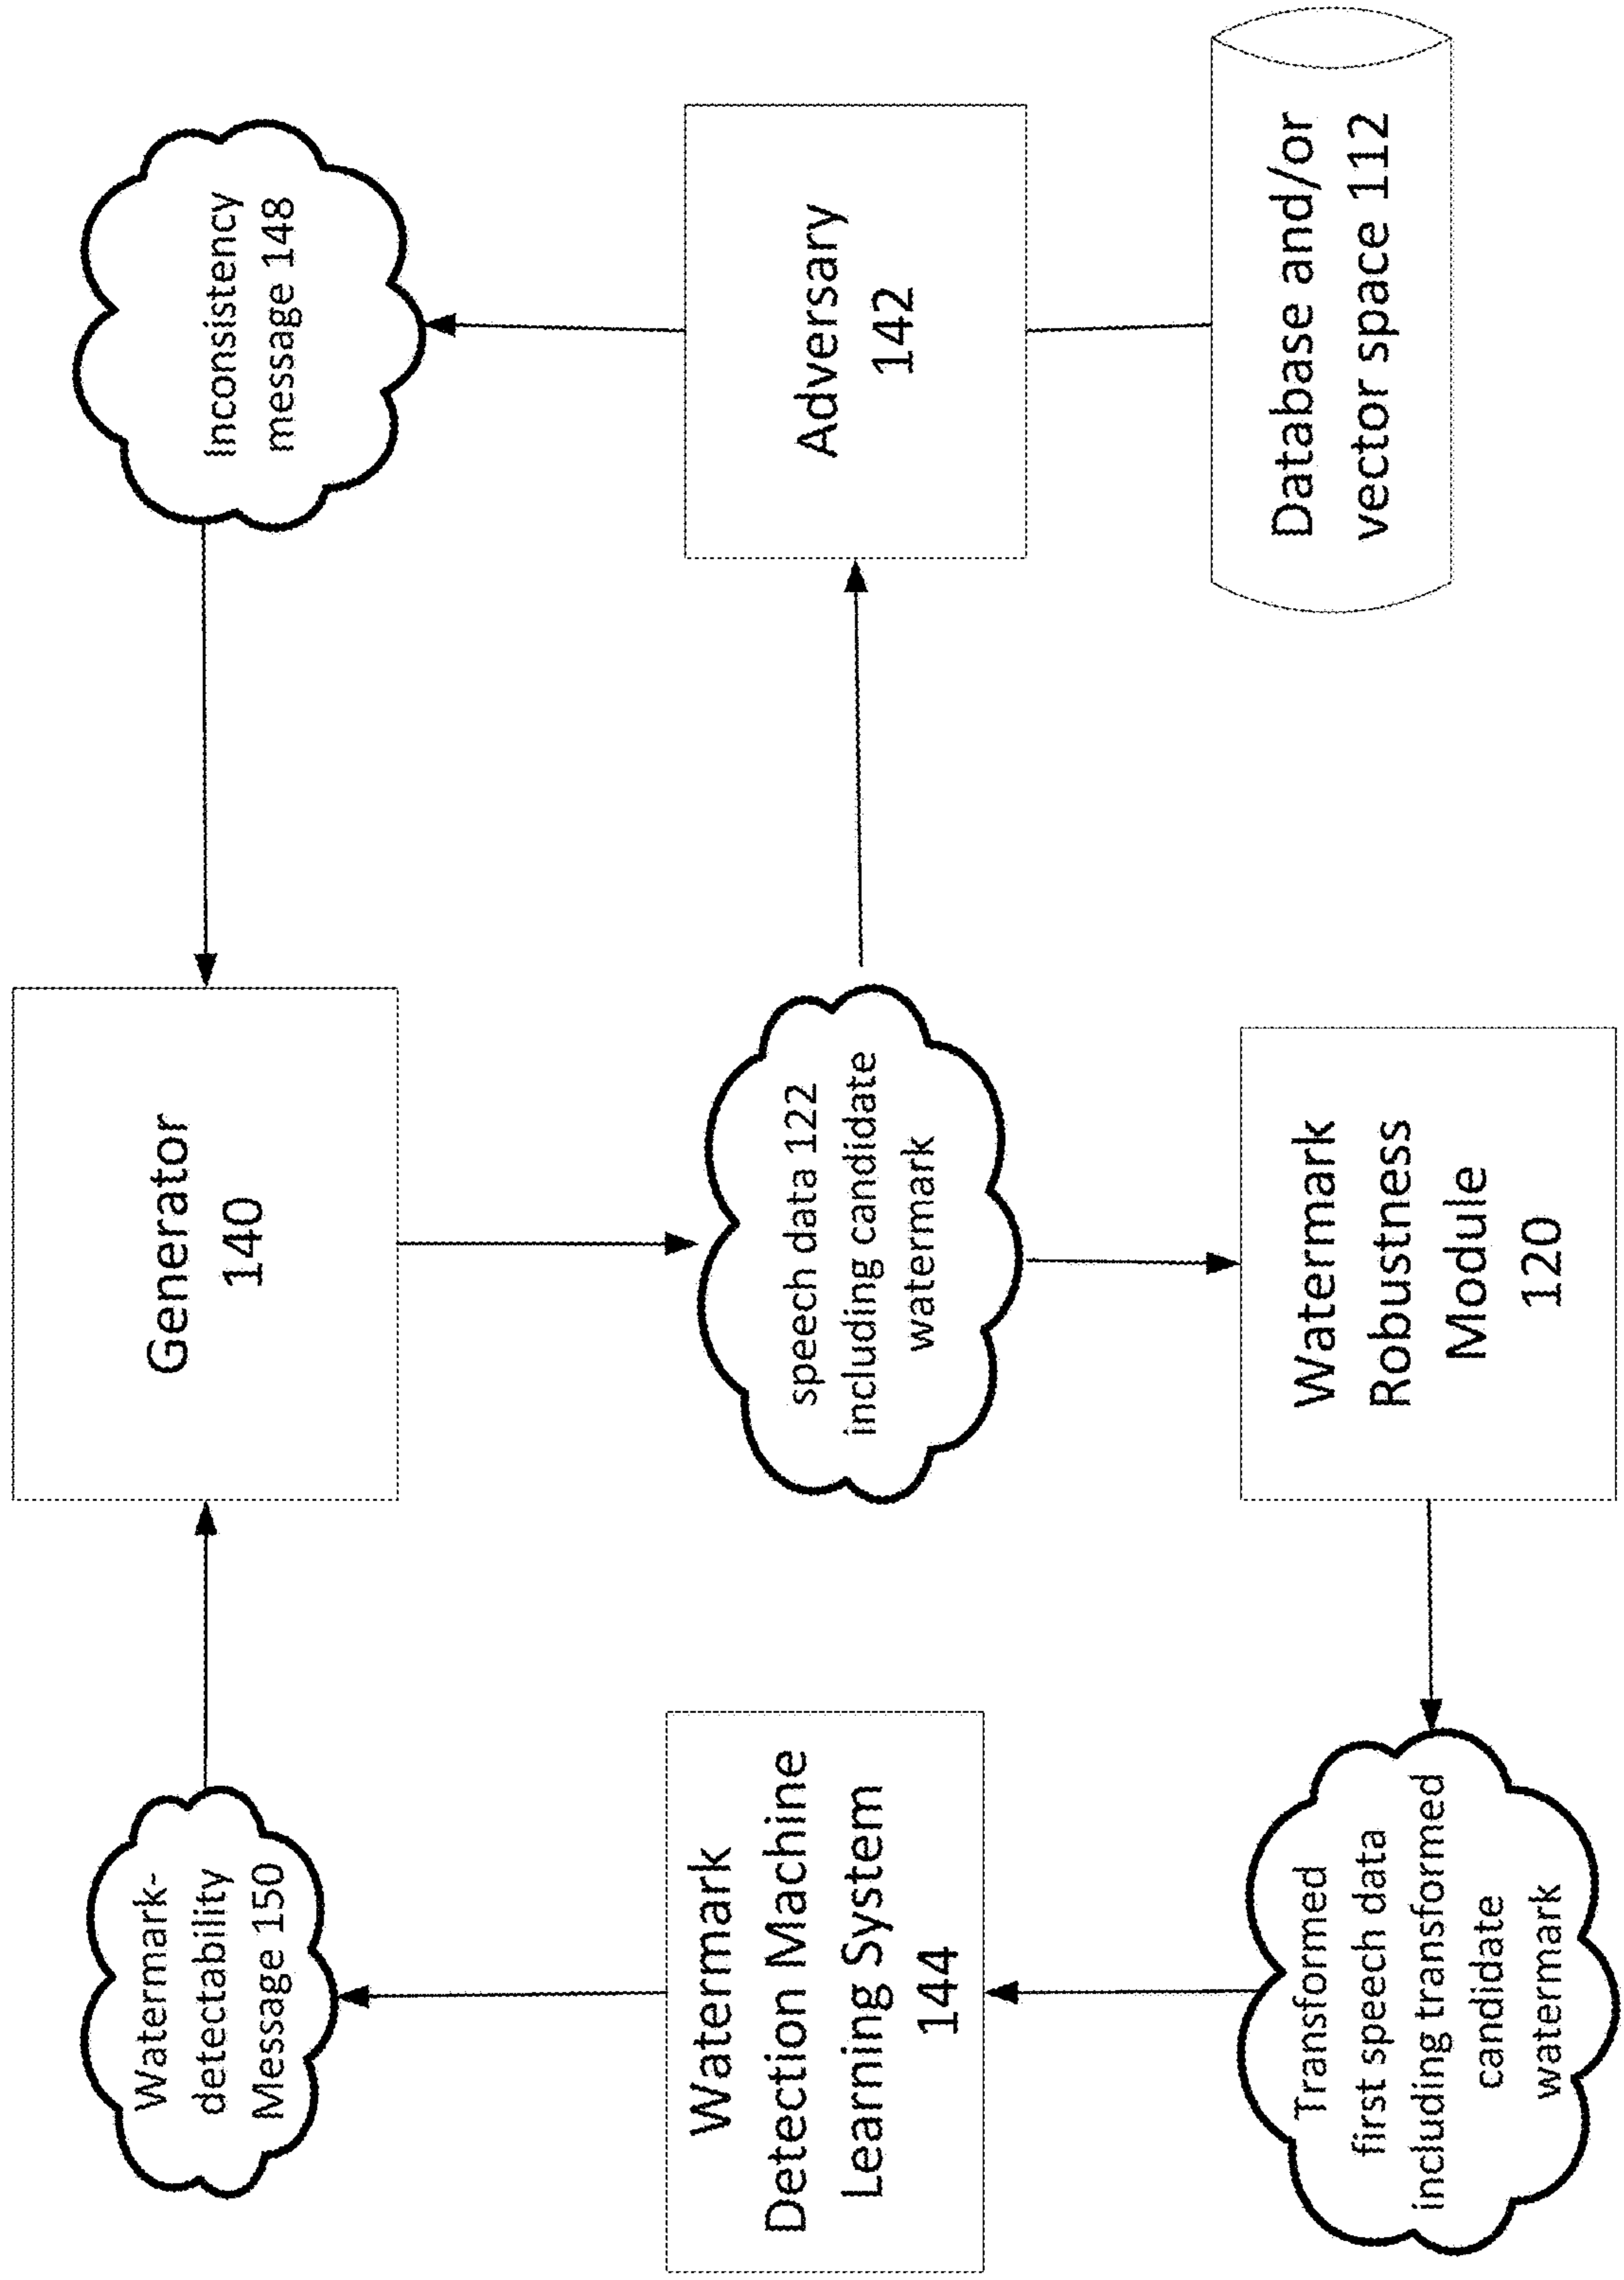 Watermark-
detectability
Message 150
Generator
140
Inconsistency
message 148
Watermark
Detection Machine
Learning System
144
speech data 122
including candidate
watermark
Adversary
142
Transformed
first speech data
including transformed
candidate
watermark
Watermark
Robustness
Module
120
Database and/or
vector space 112